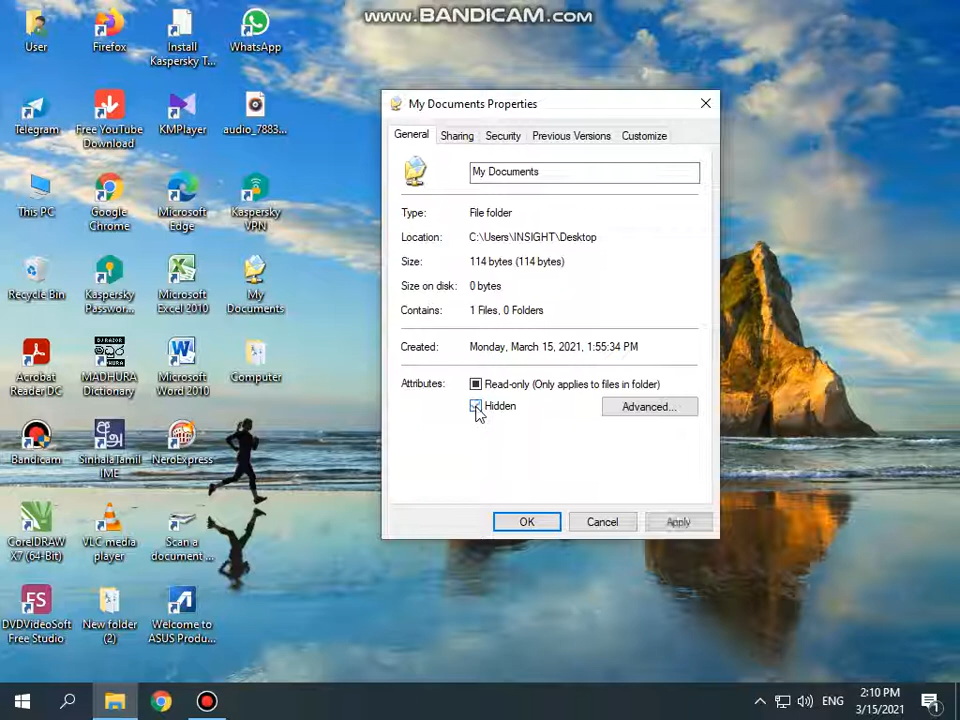 www.BANDICAM.com
User
Firefox
Install
Kaspersky T...
WhatsApp
Telegram
Free YouTube
Download
KMPlayer
audio_7883...
This PC
Google
Chrome
Microsoft
Edge
Kaspersky
VPN
Recycle Bin
Kaspersky
Passwor...
Microsoft
Excel 2010
My
Documents
Acrobat
Reader DC
MADHURA
Dictionary
Microsoft
Word 2010
Computer
Bandicam
SinhalaTamil
IME
NeroExpress
CorelDRAW
X7 (64-Bit)
VLC media
player
Scan a
document ...
DVDVideoSoft
Free Studio
New folder
(2)
Welcome to
ASUS Produ...
My Documents Properties
General Sharing Security Previous Versions Customize
My Documents
Type: File folder
Location: C:\Users\INSIGHT\Desktop
Size: 114 bytes (114 bytes)
Size on disk: 0 bytes
Contains: 1 Files, 0 Folders
Created: Monday, March 15, 2021, 1:55:34 PM
Attributes: Read-only (Only applies to files in folder)
Hidden Advanced...
OK Cancel Apply
ENG
2:10 PM
3/15/2021
1